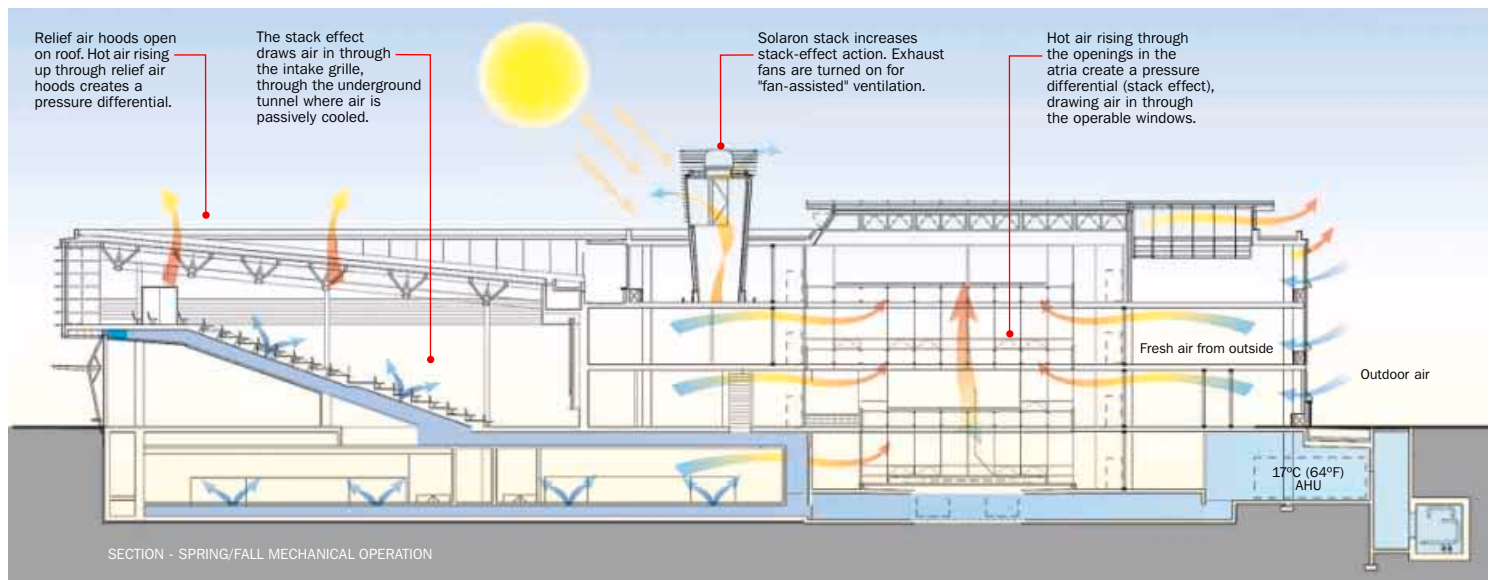 Relief air hoods open
on roof. Hot air rising
up through relief air
hoods creates a
pressure differential.
The stack effect
draws air in through
the intake grille,
through the underground
tunnel where air is
passively cooled.
Solaron stack increases
stack-effect action. Exhaust
fans are turned on for
"fan-assisted" ventilation.
Hot air rising through
the openings in the
atria create a pressure
differential (stack effect),
drawing air in through
the operable windows.
Fresh air from outside
Outdoor air
17ºC (64ºF)
AHU
SECTION - SPRING/FALL MECHANICAL OPERATION